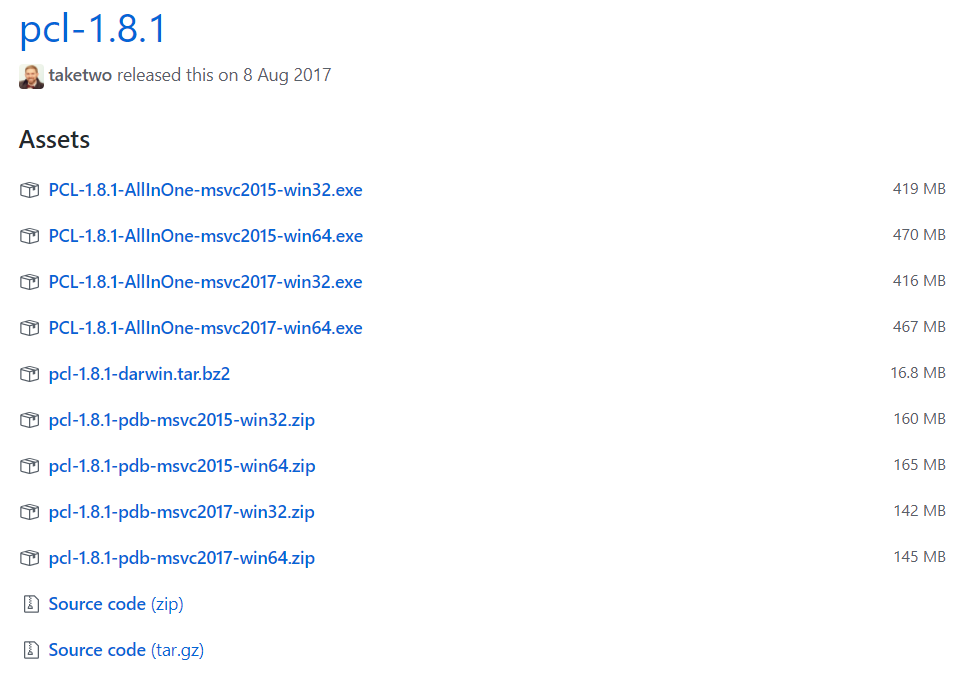 pcl-1.8.1
taketwo released this on 8 Aug 2017
Assets
PCL-1.8.1-AllInOne-msvc2015-win32.exe 419 MB
PCL-1.8.1-AllInOne-msvc2015-win64.exe 470 MB
PCL-1.8.1-AllInOne-msvc2017-win32.exe 416 MB
PCL-1.8.1-AllInOne-msvc2017-win64.exe 467 MB
pcl-1.8.1-darwin.tar.bz2 16.8 MB
pcl-1.8.1-pdb-msvc2015-win32.zip 160 MB
pcl-1.8.1-pdb-msvc2015-win64.zip 165 MB
pcl-1.8.1-pdb-msvc2017-win32.zip 142 MB
pcl-1.8.1-pdb-msvc2017-win64.zip 145 MB
Source code (zip)
Source code (tar.gz)